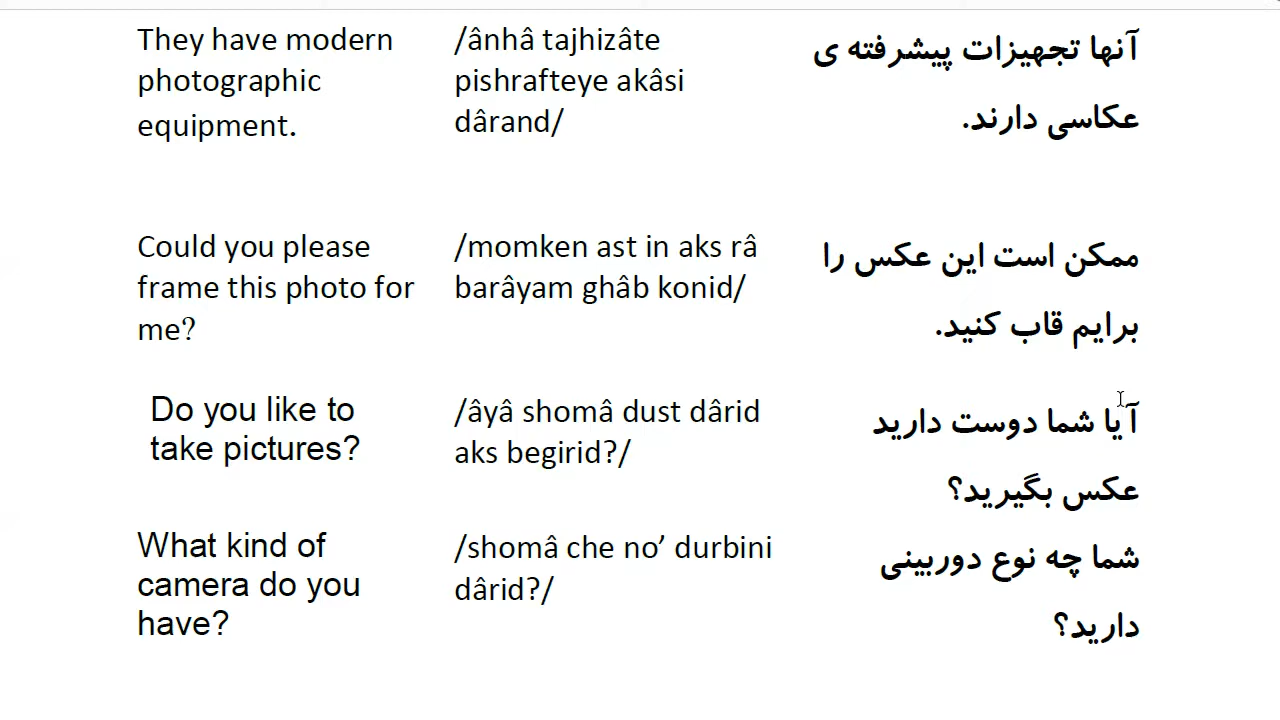 They have modern
photographic
equipment.
/ânhâ tajhizâte
pishrafteye akâsi
dârand/
آنها تجهیزات پیشرفته ی
عکاسی دارند.
Could you please
frame this photo for
me?
/momken ast in aks râ
barâyam ghâb konid/
ممکن است این عکس را
برایم قاب کنید.
Do you like to
take pictures?
/âyâ shomâ dust dârid
aks begirid?/
آیا شما دوست دارید
عکس بگیرید؟
What kind of
camera do you
have?
/shomâ che no’ durbini
dârid?/
شما چه نوع دوربینی
دارید؟